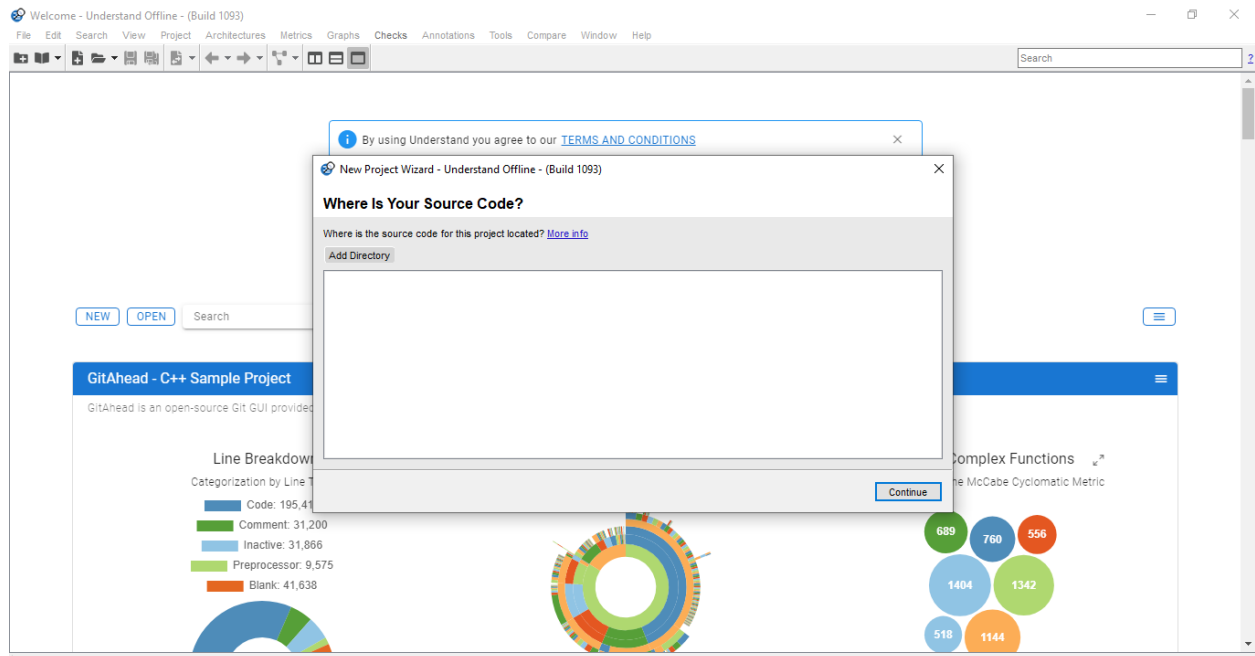 Welcome - Understand Offline - (Build 1093)
File Edit Search View Project Architectures Metrics Graphs Checks Annotations Tools Compare Window Help
Search
?
By using Understand you agree to our TERMS AND CONDITIONS
New Project Wizard - Understand Offline - (Build 1093)
Where Is Your Source Code?
Where is the source code for this project located? More info
Add Directory
Continue
NEW OPEN Search
GitAhead - C++ Sample Project
GitAhead is an open-source Git GUI provided
Line Breakdown
Categorization by Line T
Code: 195,41
Comment: 31,200
Inactive: 31,866
Preprocessor: 9,575
Blank: 41,638
Complex Functions
he McCabe Cyclomatic Metric
689 760 556
1404 1342
518 1144